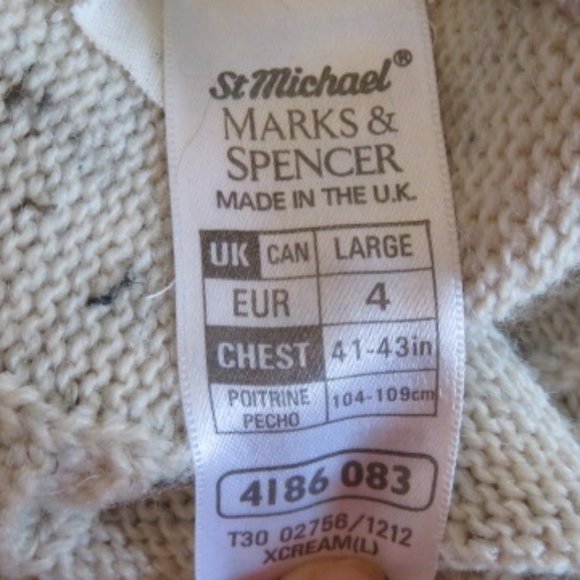 St Michael®
MARKS &
SPENCER
MADE IN THE U.K.
UK CAN LARGE
EUR 4
CHEST 41-43in
POITRINE
PECHO 104-109cm
4186 083
T30 02758/1212
XCREAM(L)